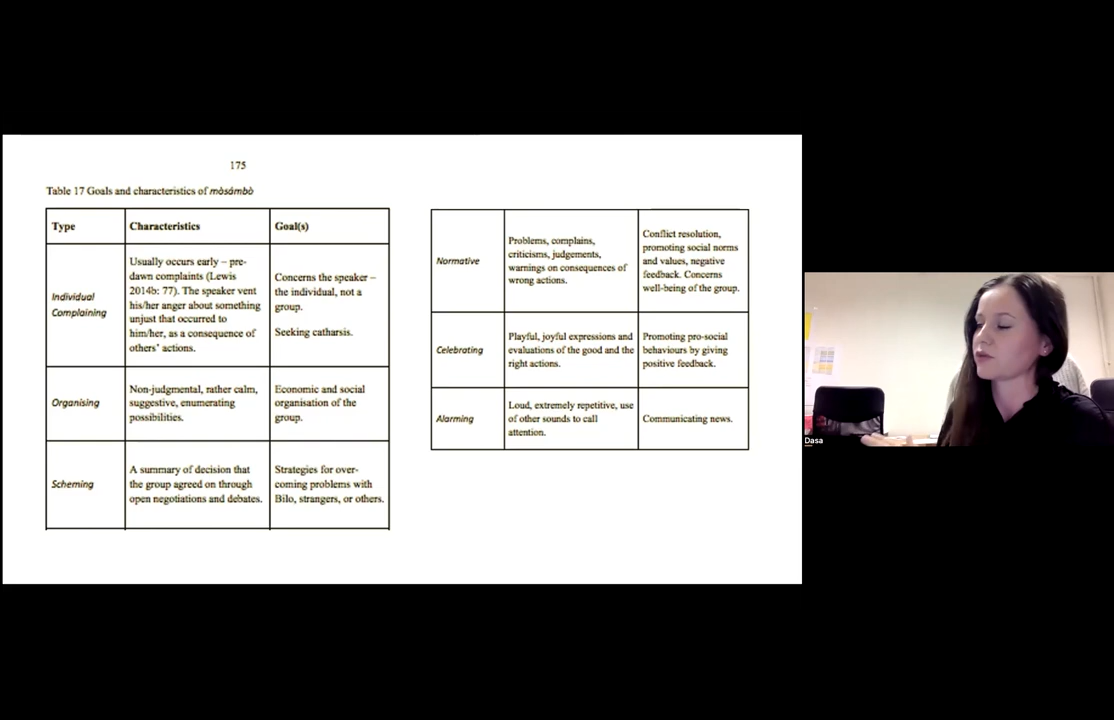 175
Table 17 Goals and characteristics of mòsámbò
Type
Characteristics
Goal(s)
Individual
Complaining
Usually occurs early – pre-
dawn complaints (Lewis
2014b: 77). The speaker vent
his/her anger about something
unjust that occurred to
him/her, as a consequence of
others’ actions.
Concerns the speaker –
the individual, not a
group.
Seeking catharsis.
Organising
Non-judgmental, rather calm,
suggestive, enumerating
possibilities.
Economic and social
organisation of the
group.
Scheming
A summary of decision that
the group agreed on through
open negotiations and debates.
Strategies for over-
coming problems with
Bilo, strangers, or others.
Normative
Problems, complains,
criticisms, judgements,
warnings on consequences of
wrong actions.
Conflict resolution,
promoting social norms
and values, negative
feedback. Concerns
well-being of the group.
Celebrating
Playful, joyful expressions and
evaluations of the good and the
right actions.
Promoting pro-social
behaviours by giving
positive feedback.
Alarming
Loud, extremely repetitive, use
of other sounds to call
attention.
Communicating news.
Dasa